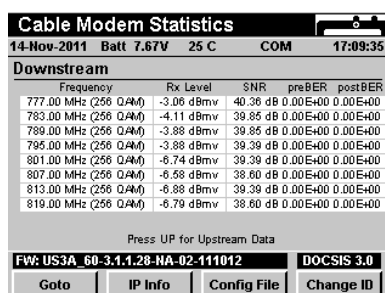 Cable Modem Statistics
14-Nov-2011 Batt 7.67V 25 C COM 17:09:35
Downstream
Frequency Rx Level SNR preBER postBER
777.00 MHz (256 QAM) -3.06 dBmv 40.36 dB 0.00E+00 0.00E+00
783.00 MHz (256 QAM) -4.11 dBmv 39.85 dB 0.00E+00 0.00E+00
789.00 MHz (256 QAM) -3.88 dBmv 39.85 dB 0.00E+00 0.00E+00
795.00 MHz (256 QAM) -3.88 dBmv 39.39 dB 0.00E+00 0.00E+00
801.00 MHz (256 QAM) -6.74 dBmv 39.39 dB 0.00E+00 0.00E+00
807.00 MHz (256 QAM) -6.58 dBmv 38.60 dB 0.00E+00 0.00E+00
813.00 MHz (256 QAM) -6.88 dBmv 39.39 dB 0.00E+00 0.00E+00
819.00 MHz (256 QAM) -6.79 dBmv 38.60 dB 0.00E+00 0.00E+00
Press UP for Upstream Data
FW: US3A_60-3.1.1.28-NA-02-111012 DOCSIS 3.0
Goto IP Info Config File Change ID